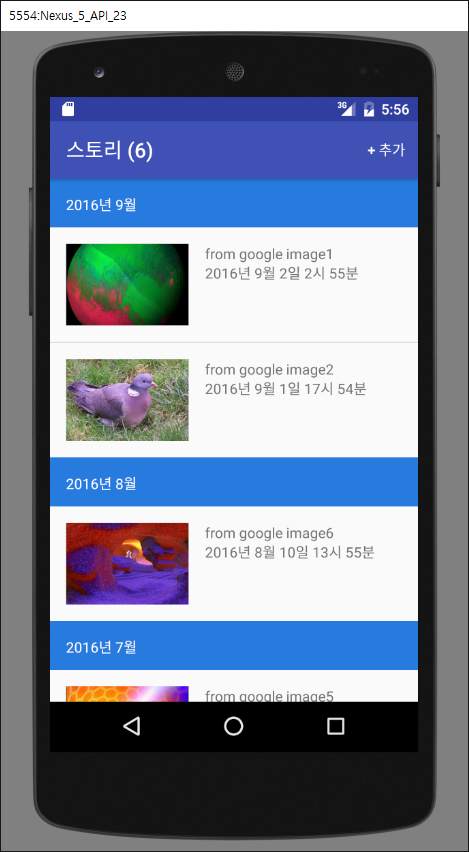 5554:Nexus_5_API_23
3G 5:56
스토리 (6)
+ 추가
2016년 9월
from google image1
2016년 9월 2일 2시 55분
from google image2
2016년 9월 1일 17시 54분
2016년 8월
from google image6
2016년 8월 10일 13시 55분
2016년 7월
from google image5